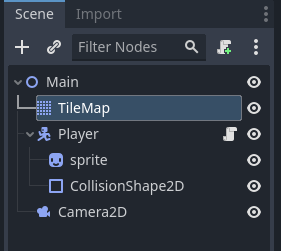 Scene Import
Filter Nodes
Main
TileMap
Player
sprite
CollisionShape2D
Camera2D